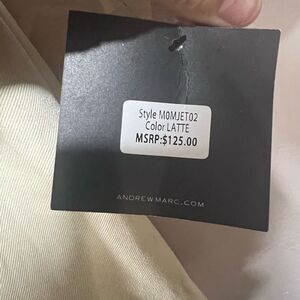 Style M0MJET02
Color LATTE
MSRP:$125.00
ANDREWMARC.COM